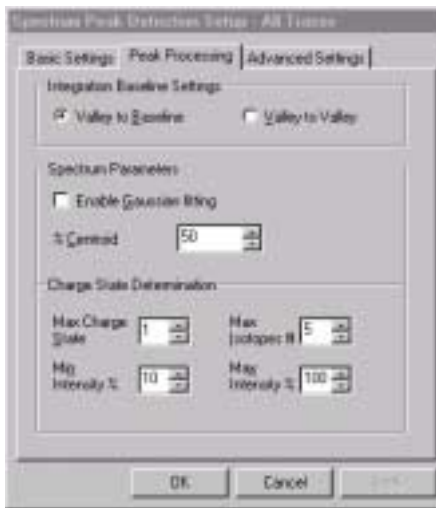 Spectrum Peak Detection Setup - All Traces
Basic Settings Peak Processing Advanced Settings
Integration Baseline Settings
Valley to Baseline Valley to Valley
Spectrum Parameters
Enable Gaussian fitting
% Centroid 50
Charge State Determination
Max Charge State 1 Max Isotopes # 5
Min Intensity % 10 Max Intensity % 100
OK Cancel